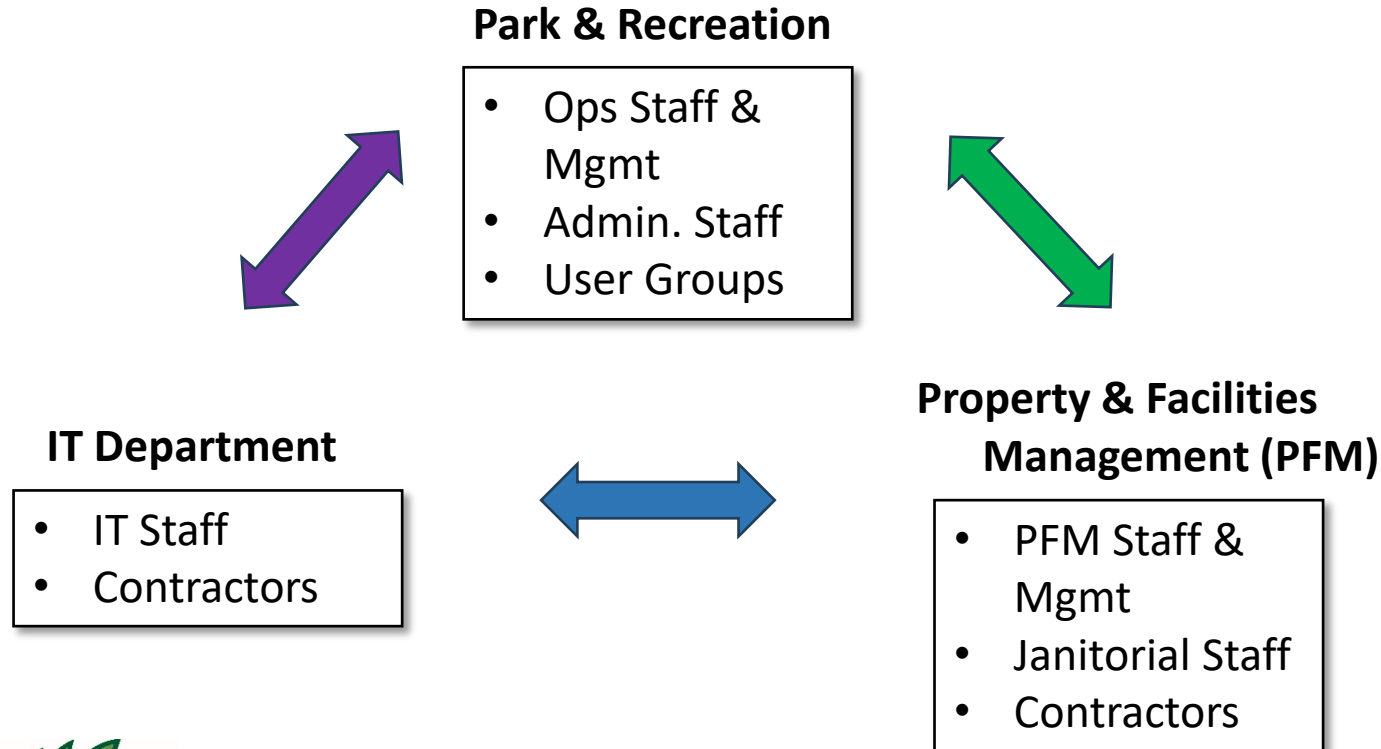 Park & Recreation
• Ops Staff &
Mgmt
• Admin. Staff
• User Groups
IT Department
• IT Staff
• Contractors
Property & Facilities
Management (PFM)
• PFM Staff &
Mgmt
• Janitorial Staff
• Contractors